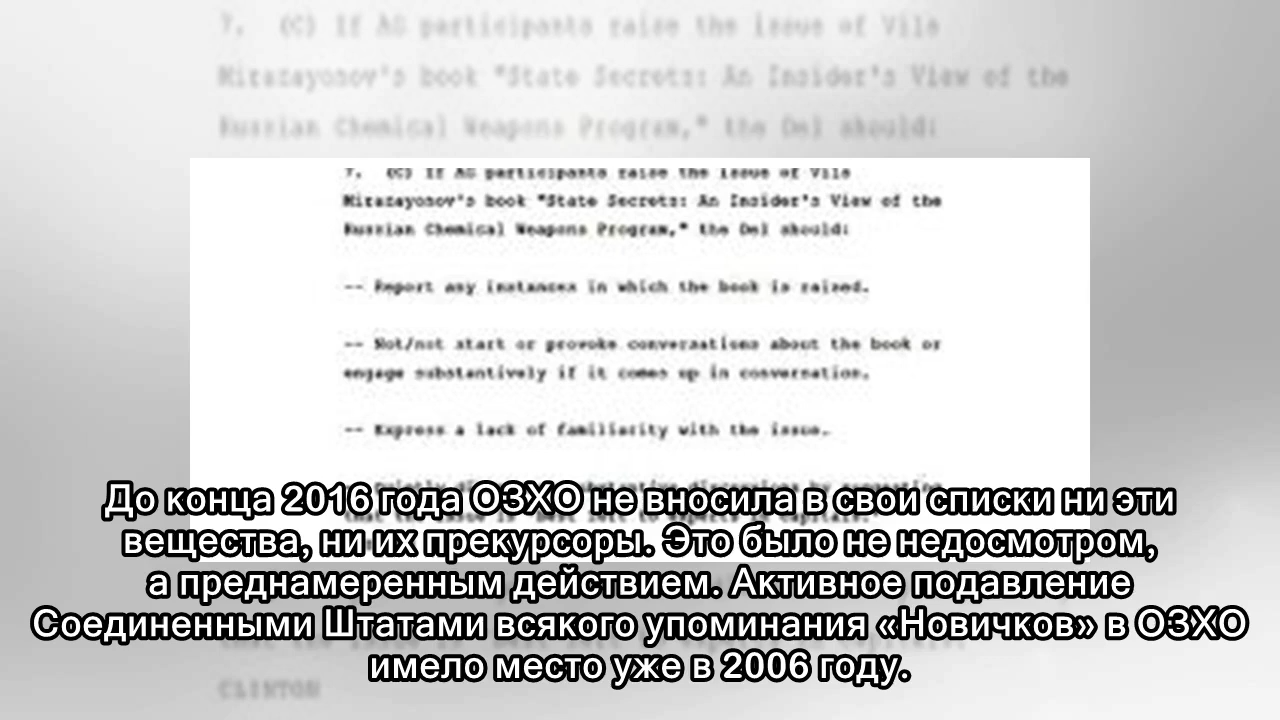 7. (C) If AG participants raise the issue of Vils
Mirzayonov's book "State Secrets: An Insider's View of the
Russian Chemical Weapons Program," the Del should:
7. (C) If AG participants raise the issue of Vils
Mirzayonov's book "State Secrets: An Insider's View of the
Russian Chemical Weapons Program," the Del should:
-- Report any instances in which the book is raised.
-- Not/not start or provoke conversations about the book or
engage substantively if it comes up in conversation.
-- Express a lack of familiarity with the issue.
До конца 2016 года ОЗХО не вносила в свои списки ни эти
вещества, ни их прекурсоры. Это было не недосмотром,
а преднамеренным действием. Активное подавление
Соединенными Штатами всякого упоминания «Новичков» в ОЗХО
имело место уже в 2006 году.
CLINTON